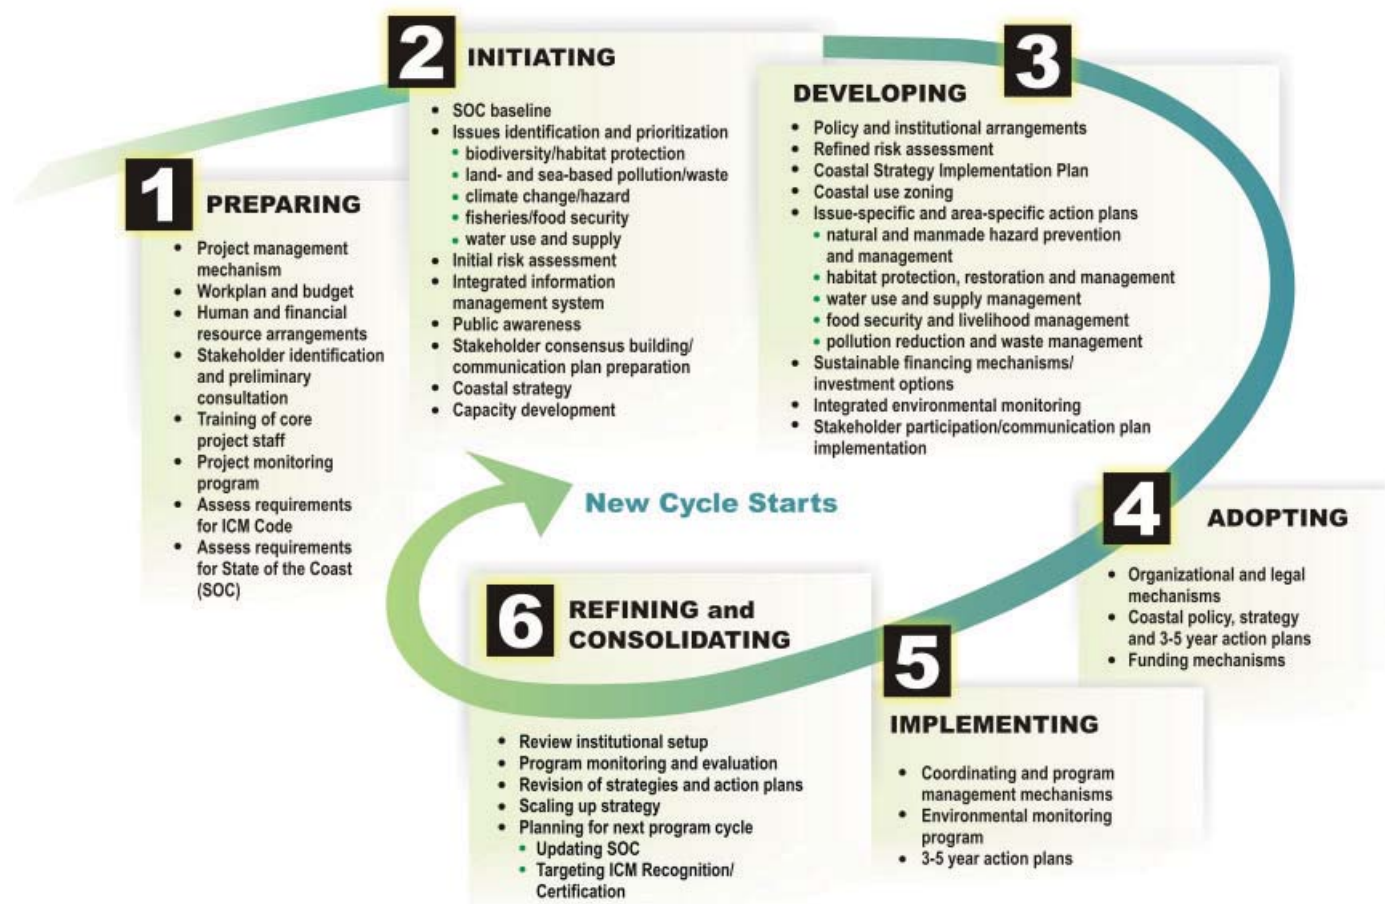 1
PREPARING
• Project management
mechanism
• Workplan and budget
• Human and financial
resource arrangements
• Stakeholder identification
and preliminary
consultation
• Training of core
project staff
• Project monitoring
program
• Assess requirements
for ICM Code
• Assess requirements
for State of the Coast
(SOC)
2
INITIATING
• SOC baseline
• Issues identification and prioritization
• biodiversity/habitat protection
• land- and sea-based pollution/waste
• climate change/hazard
• fisheries/food security
• water use and supply
• Initial risk assessment
• Integrated information
management system
• Public awareness
• Stakeholder consensus building/
communication plan preparation
• Coastal strategy
• Capacity development
3
DEVELOPING
• Policy and institutional arrangements
• Refined risk assessment
• Coastal Strategy Implementation Plan
• Coastal use zoning
• Issue-specific and area-specific action plans
• natural and manmade hazard prevention
and management
• habitat protection, restoration and management
• water use and supply management
• food security and livelihood management
• pollution reduction and waste management
• Sustainable financing mechanisms/
investment options
• Integrated environmental monitoring
• Stakeholder participation/communication plan
implementation
4
ADOPTING
• Organizational and legal
mechanisms
• Coastal policy, strategy
and 3-5 year action plans
• Funding mechanisms
5
IMPLEMENTING
• Coordinating and program
management mechanisms
• Environmental monitoring
program
• 3-5 year action plans
6
REFINING and
CONSOLIDATING
• Review institutional setup
• Program monitoring and evaluation
• Revision of strategies and action plans
• Scaling up strategy
• Planning for next program cycle
• Updating SOC
• Targeting ICM Recognition/
Certification
New Cycle Starts